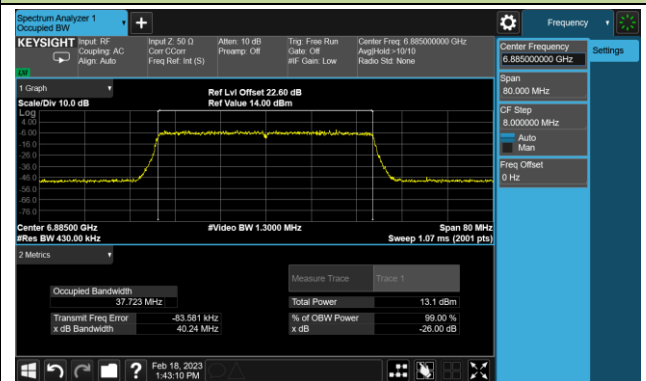 Spectrum Analyzer 1
Occupied BW
Frequency
KEYSIGHT
Input: RF
Coupling: AC
Align: Auto
Input Z: 50 Ω
Corr CCorr
Freq Ref: Int (S)
Atten: 10 dB
Preamp: Off
Trig: Free Run
Gate: Off
#IF Gain: Low
Center Freq: 6.885000000 GHz
Avg|Hold:>10/10
Radio Std: None
LXI
Center Frequency
6.885000000 GHz
Settings
Span
80.000 MHz
CF Step
8.000000 MHz
Auto
Man
Freq Offset
0 Hz
1 Graph
Scale/Div 10.0 dB
Ref Lvl Offset 22.60 dB
Ref Value 14.00 dBm
Log
4.00
-6.00
-16.0
-26.0
-36.0
-46.0
-56.0
-66.0
-76.0
Center 6.88500 GHz
#Video BW 1.3000 MHz
Span 80 MHz
#Res BW 430.00 kHz
Sweep 1.07 ms (2001 pts)
2 Metrics
Measure Trace
Trace 1
Occupied Bandwidth
37.723 MHz
Total Power
13.1 dBm
Transmit Freq Error
-83.581 kHz
% of OBW Power
99.00 %
x dB Bandwidth
40.24 MHz
x dB
-26.00 dB
Feb 18, 2023
1:43:10 PM